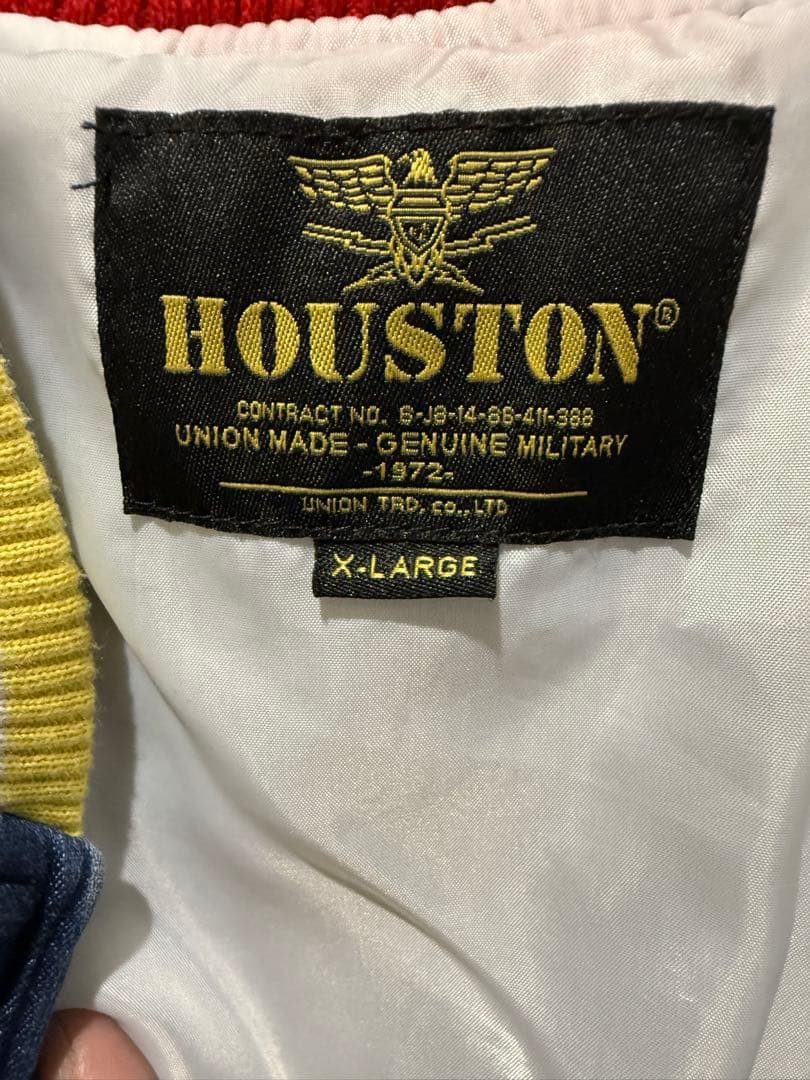 HOUSTON®
CONTRACT NO. 8-J8-14-86-411-388
UNION MADE - GENUINE MILITARY
-1972-
UNION TRD. CO., LTD
X-LARGE